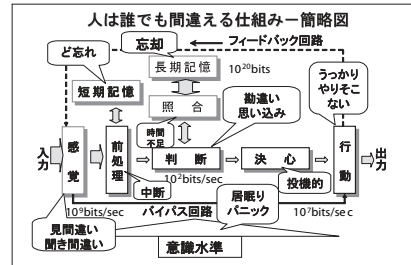 人は誰でも間違える仕組みー簡略図
忘却
フィードバック回路
ど忘れ
長期記憶
10²⁰bits
うっかり
やりそこ
ない
短期記憶
照合
勘違い
思い込み
時間
不足
入力
感覚
前処理
判断
決心
行動
出力
中断
10²bits/sec
投機的
10⁹bits/sec
居眠り
パニック
10⁷bits/sec
バイパス回路
見間違い
聞き間違い
意識水準